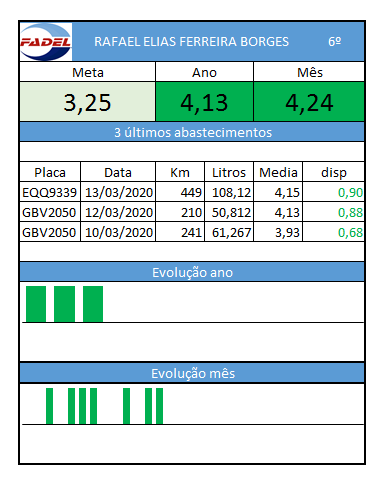 FADEL RAFAEL ELIAS FERREIRA BORGES 6º
Meta Ano Mês
3,25 4,13 4,24
3 últimos abastecimentos
Placa Data Km Litros Media disp
EQQ9339 13/03/2020 449 108,12 4,15 0,90
GBV2050 12/03/2020 210 50,812 4,13 0,88
GBV2050 10/03/2020 241 61,267 3,93 0,68
Evolução ano
Evolução mês